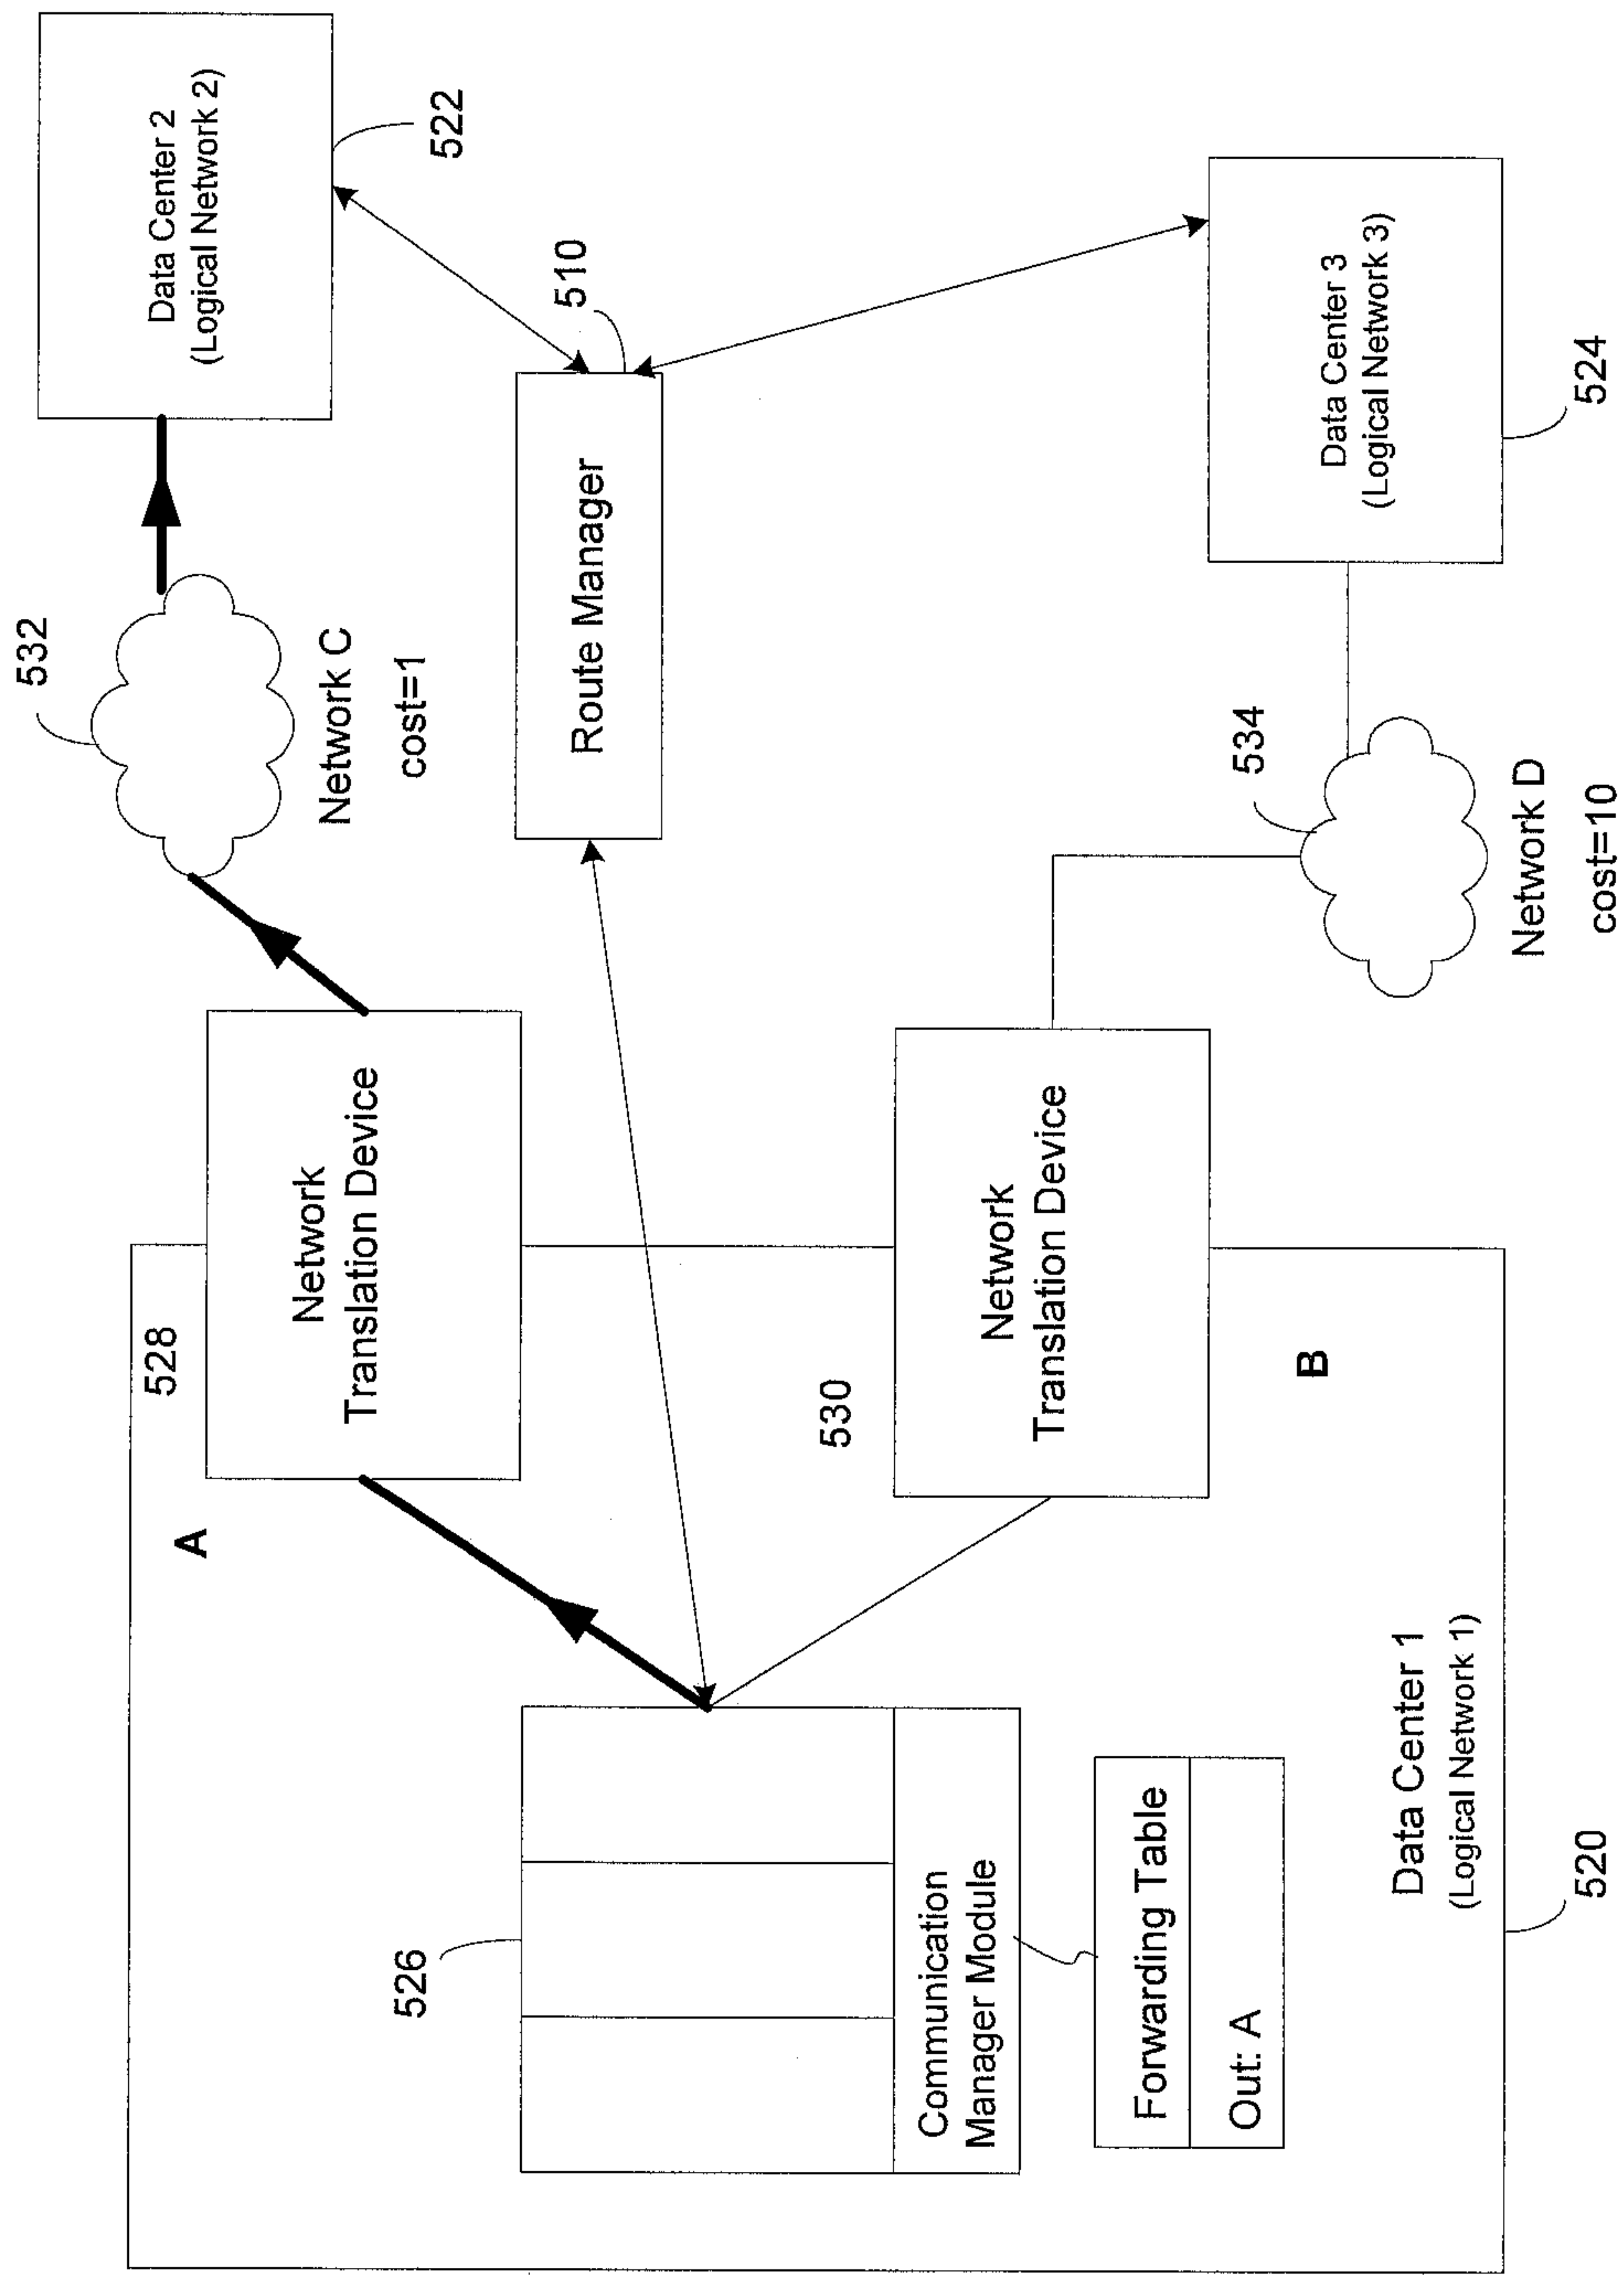 Data Center 2
(Logical Network 2)
522
532
Network C
cost=1
510
Route Manager
Data Center 3
(Logical Network 3)
524
534
Network D
cost=10
528
Network
Translation Device
A
530
Network
Translation Device
B
526
Communication
Manager Module
Forwarding Table
Out: A
Data Center 1
(Logical Network 1)
520